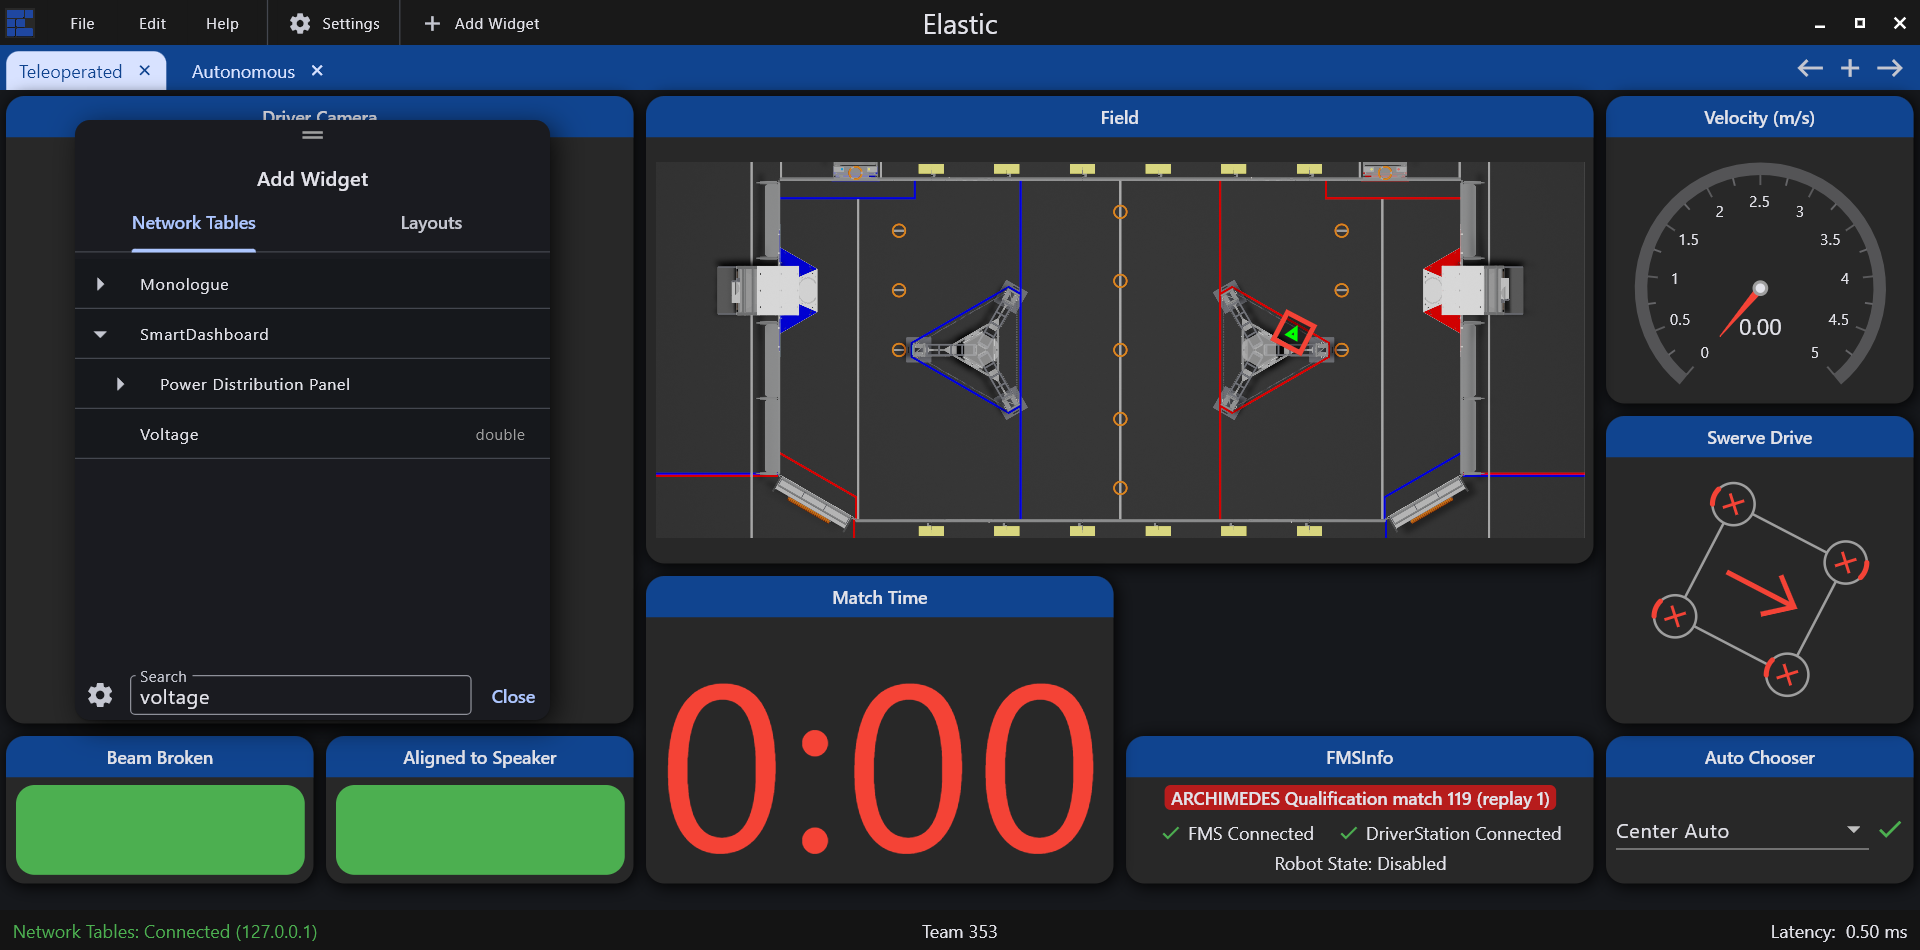 File Edit Help Settings Add Widget Elastic
Teleoperated Autonomous
Driver Camera
Add Widget
Network Tables Layouts
Monologue
SmartDashboard
Power Distribution Panel
Voltage double
Search
voltage
Close
Field
Velocity (m/s)
0
0.5
1
1.5
2
2.5
3
3.5
4
4.5
5
0.00
Swerve Drive
Match Time
0:00
Beam Broken
Aligned to Speaker
FMSInfo
ARCHIMEDES Qualification match 119 (replay 1)
FMS Connected DriverStation Connected
Robot State: Disabled
Auto Chooser
Center Auto
Network Tables: Connected (127.0.0.1) Team 353 Latency: 0.50 ms